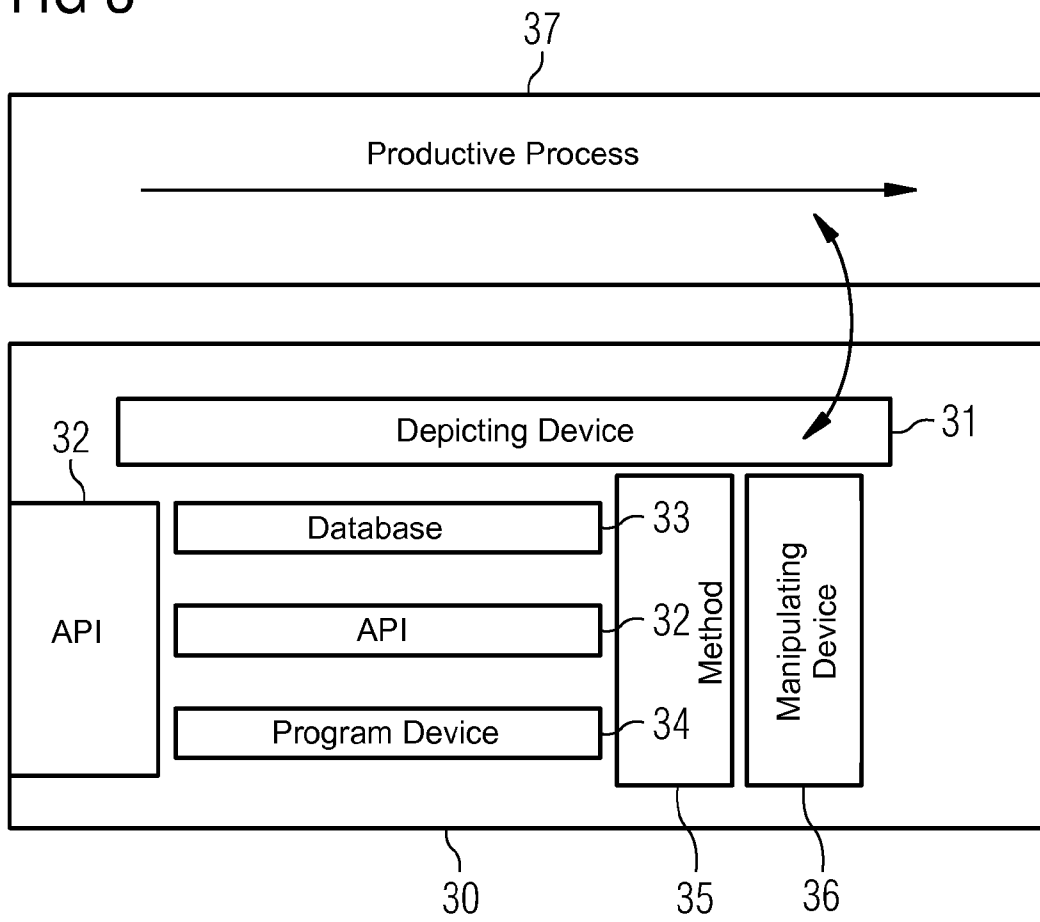 37
Productive Process
Depicting Device
31
32
Database
33
API
API
32
Program Device
34
Method
Manipulating
Device
30
35
36